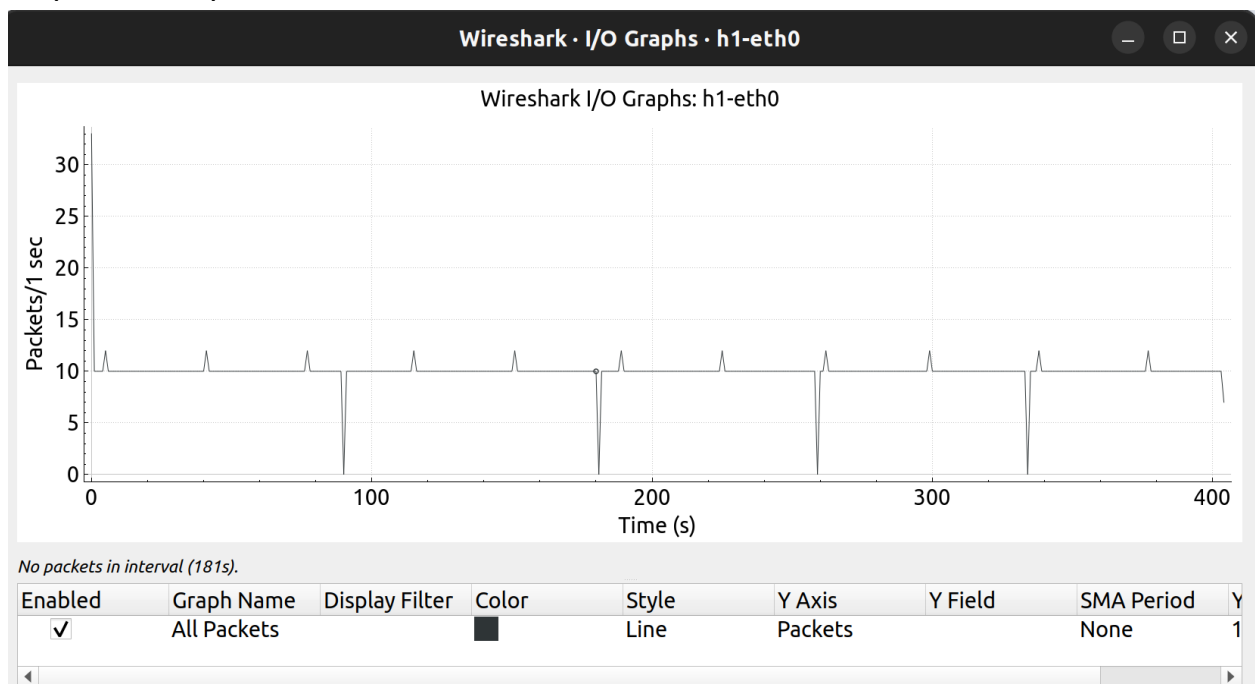 Wireshark · I/O Graphs · h1-eth0
Wireshark I/O Graphs: h1-eth0
30
25
20
15
10
5
0
Packets/1 sec
0 100 200 300 400
Time (s)
No packets in interval (181s).
Enabled Graph Name Display Filter Color Style Y Axis Y Field SMA Period Y
All Packets Line Packets None 1